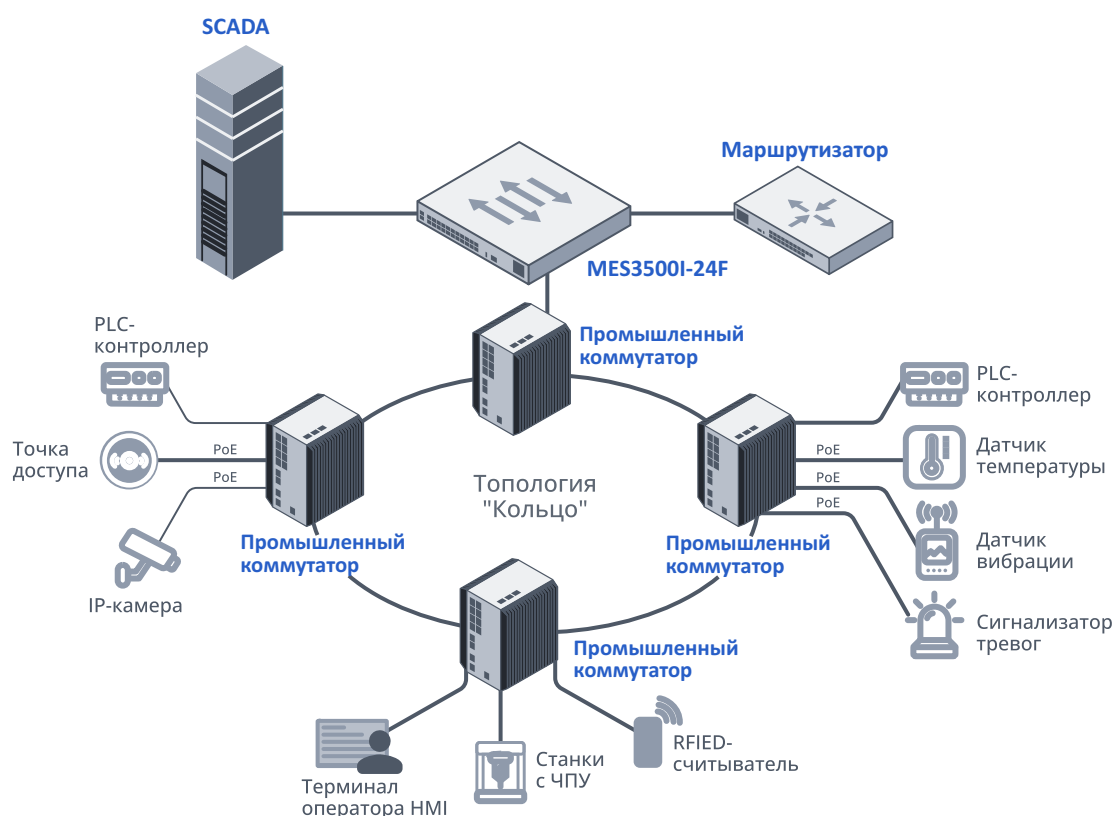 SCADA
Маршрутизатор
MES3500I-24F
Промышленный
коммутатор
PLC-
контроллер
Точка
доступа
PoE
PoE
IP-камера
Промышленный
коммутатор
Топология
"Кольцо"
PLC-
контроллер
PoE
Датчик
температуры
PoE
PoE
Датчик
вибрации
Сигнализатор
тревог
Промышленный
коммутатор
Промышленный
коммутатор
Терминал
оператора HMI
Станки
с ЧПУ
RFIED-
считыватель